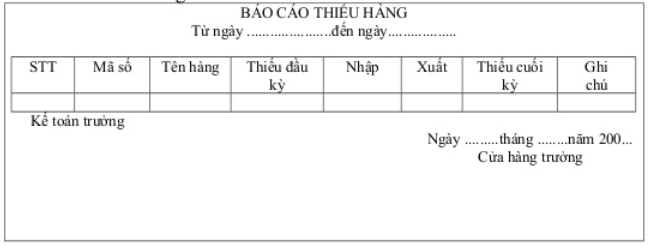 BÁO CÁO THIẾU HÀNG
Từ ngày ........................đến ngày...................
STT Mã số Tên hàng Thiếu đầu kỳ Nhập Xuất Thiếu cuối kỳ Ghi chú
Kế toán trưởng
Ngày .........tháng ........năm 200...
Cửa hàng trưởng